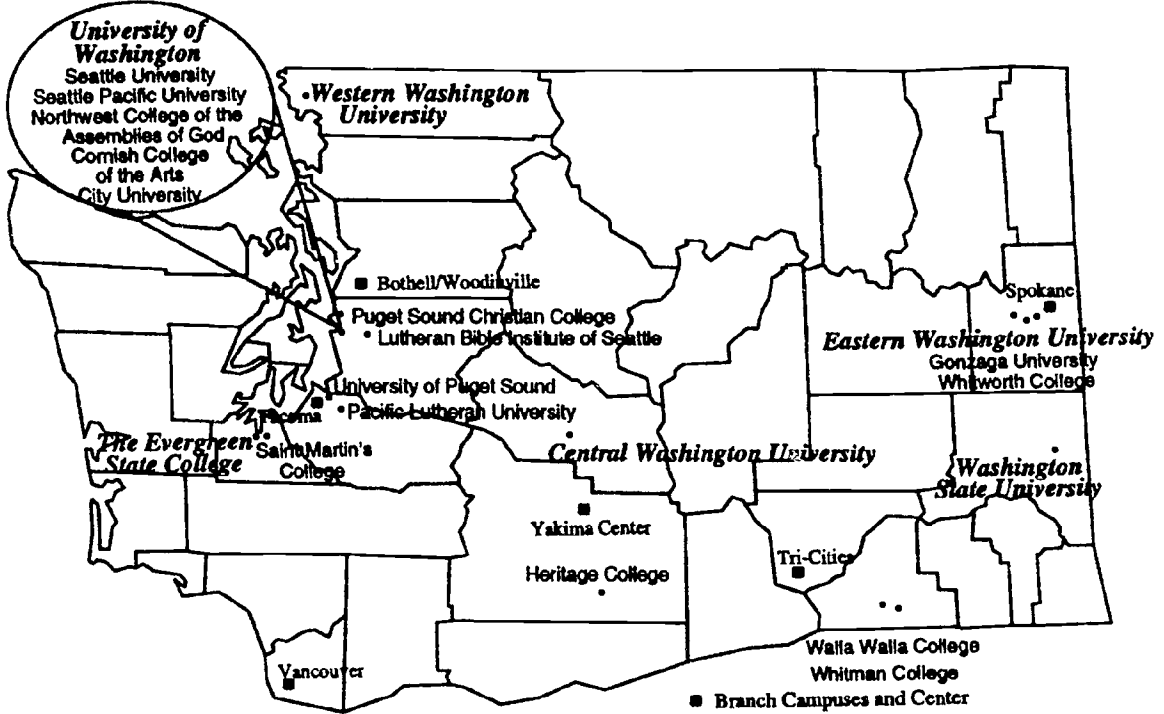 University of
Washington
Seattle University
Seattle Pacific University
Northwest College of the
Assemblies of God
Cornish College
of the Arts
City University
Western Washington
University
Bothell/Woodinville
Puget Sound Christian College
Lutheran Bible Institute of Seattle
Spokane
Eastern Washington University
Gonzaga University
Whitworth College
University of Puget Sound
Tacoma
Pacific Lutheran University
The Evergreen
State College
Saint Martin's
College
Central Washington University
Washington
State University
Yakima Center
Heritage College
Tri-Cities
Walla Walla College
Whitman College
Vancouver
Branch Campuses and Center